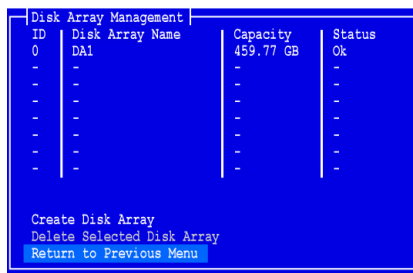 Disk Array Management
ID Disk Array Name Capacity Status
0 DA1 459.77 GB Ok
- - - -
- - - -
- - - -
- - - -
- - - -
- - - -
- - - -
Create Disk Array
Delete Selected Disk Array
Return to Previous Menu